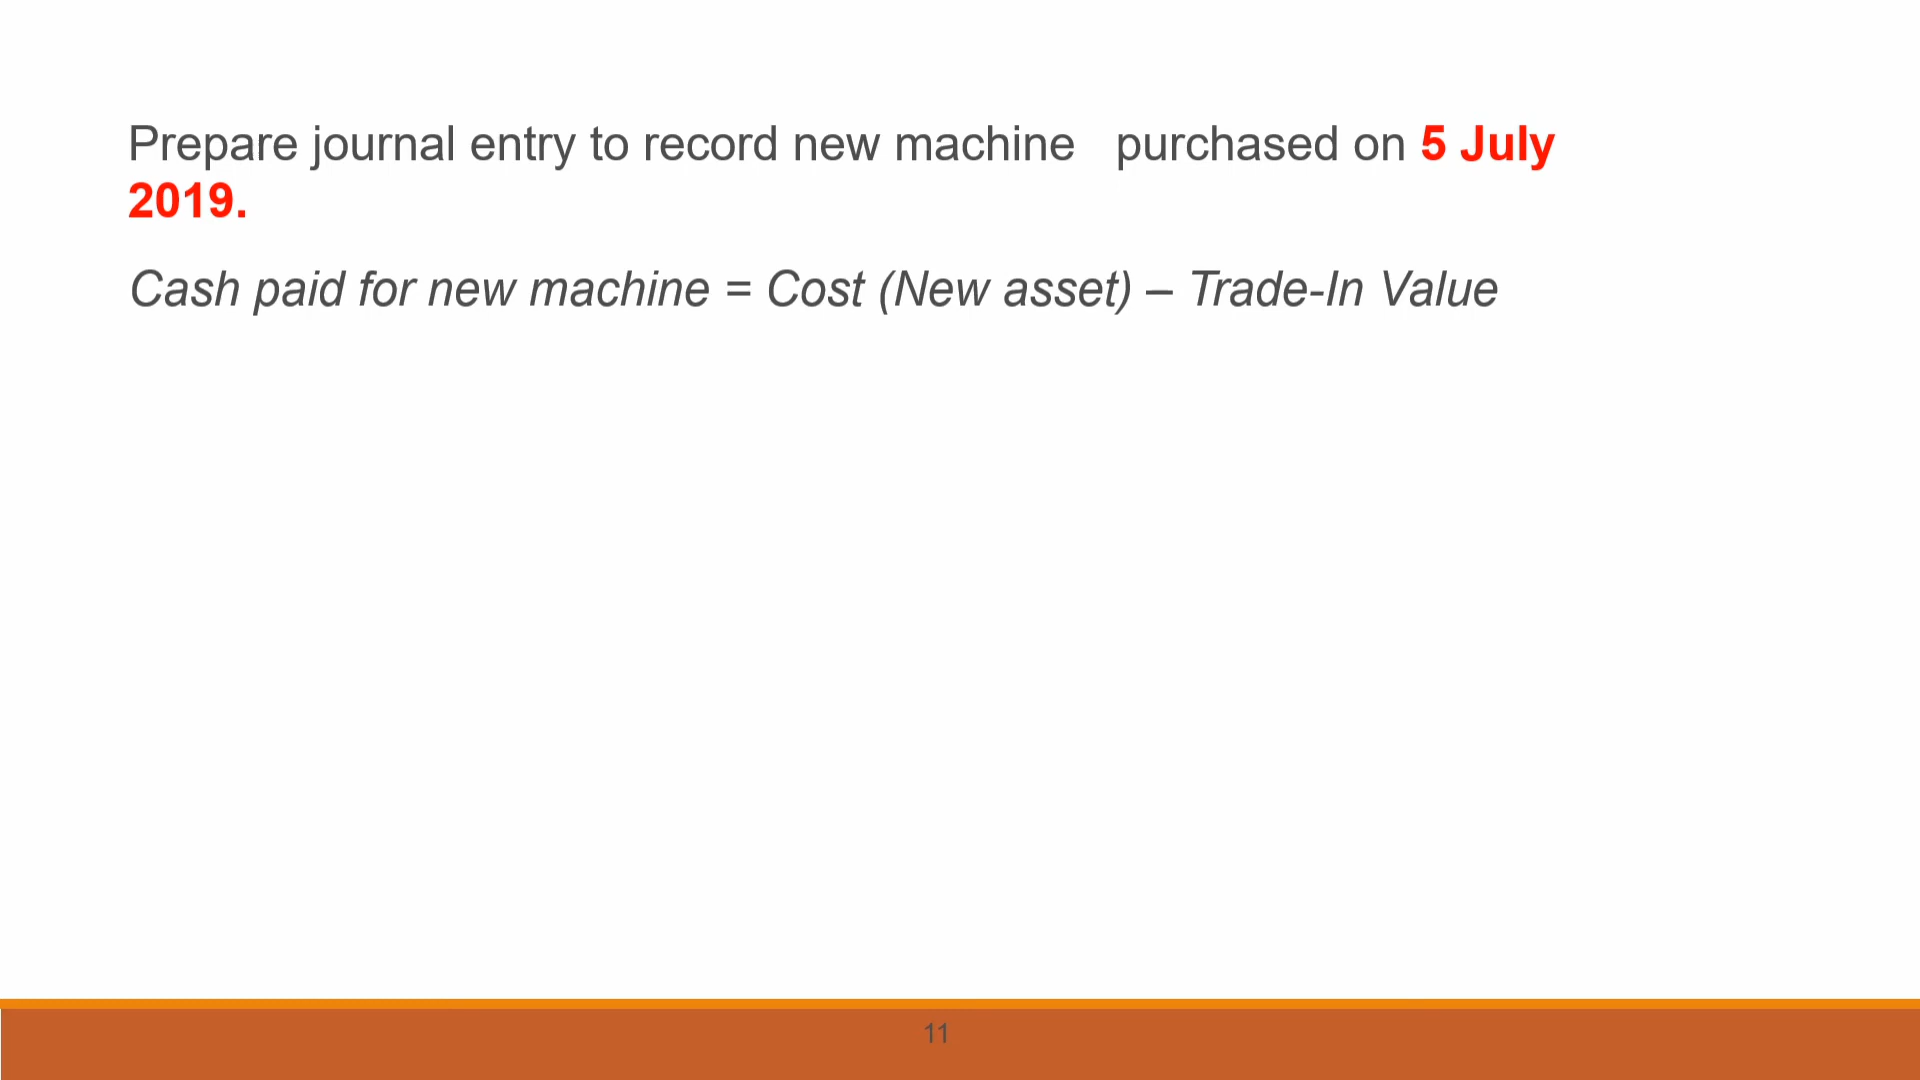 Prepare journal entry to record new machine purchased on 5 July
2019.
Cash paid for new machine = Cost (New asset) – Trade-In Value
11